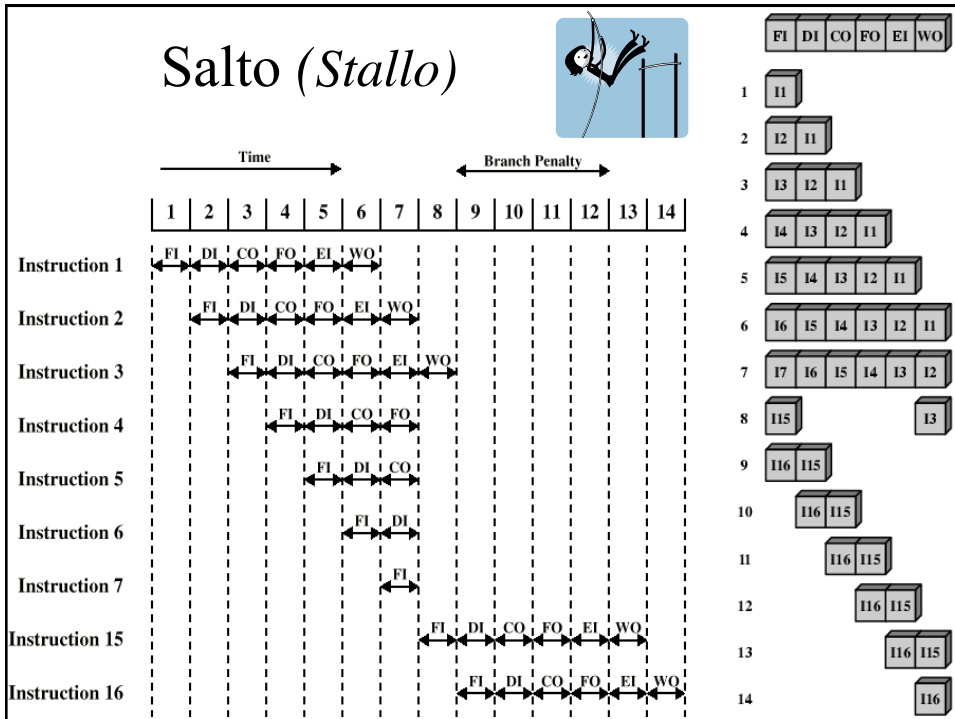 Salto (Stallo)
Time
Branch Penalty
1 2 3 4 5 6 7 8 9 10 11 12 13 14
Instruction 1 FI DI CO FO EI WO
Instruction 2 FI DI CO FO EI WO
Instruction 3 FI DI CO FO EI WO
Instruction 4 FI DI CO FO
Instruction 5 FI DI CO
Instruction 6 FI DI
Instruction 7 FI
Instruction 15 FI DI CO FO EI WO
Instruction 16 FI DI CO FO EI WO
FI DI CO FO EI WO
1 I1
2 I2 I1
3 I3 I2 I1
4 I4 I3 I2 I1
5 I5 I4 I3 I2 I1
6 I6 I5 I4 I3 I2 I1
7 I7 I6 I5 I4 I3 I2
8 I15 I3
9 I16 I15
10 I16 I15
11 I16 I15
12 I16 I15
13 I16 I15
14 I16